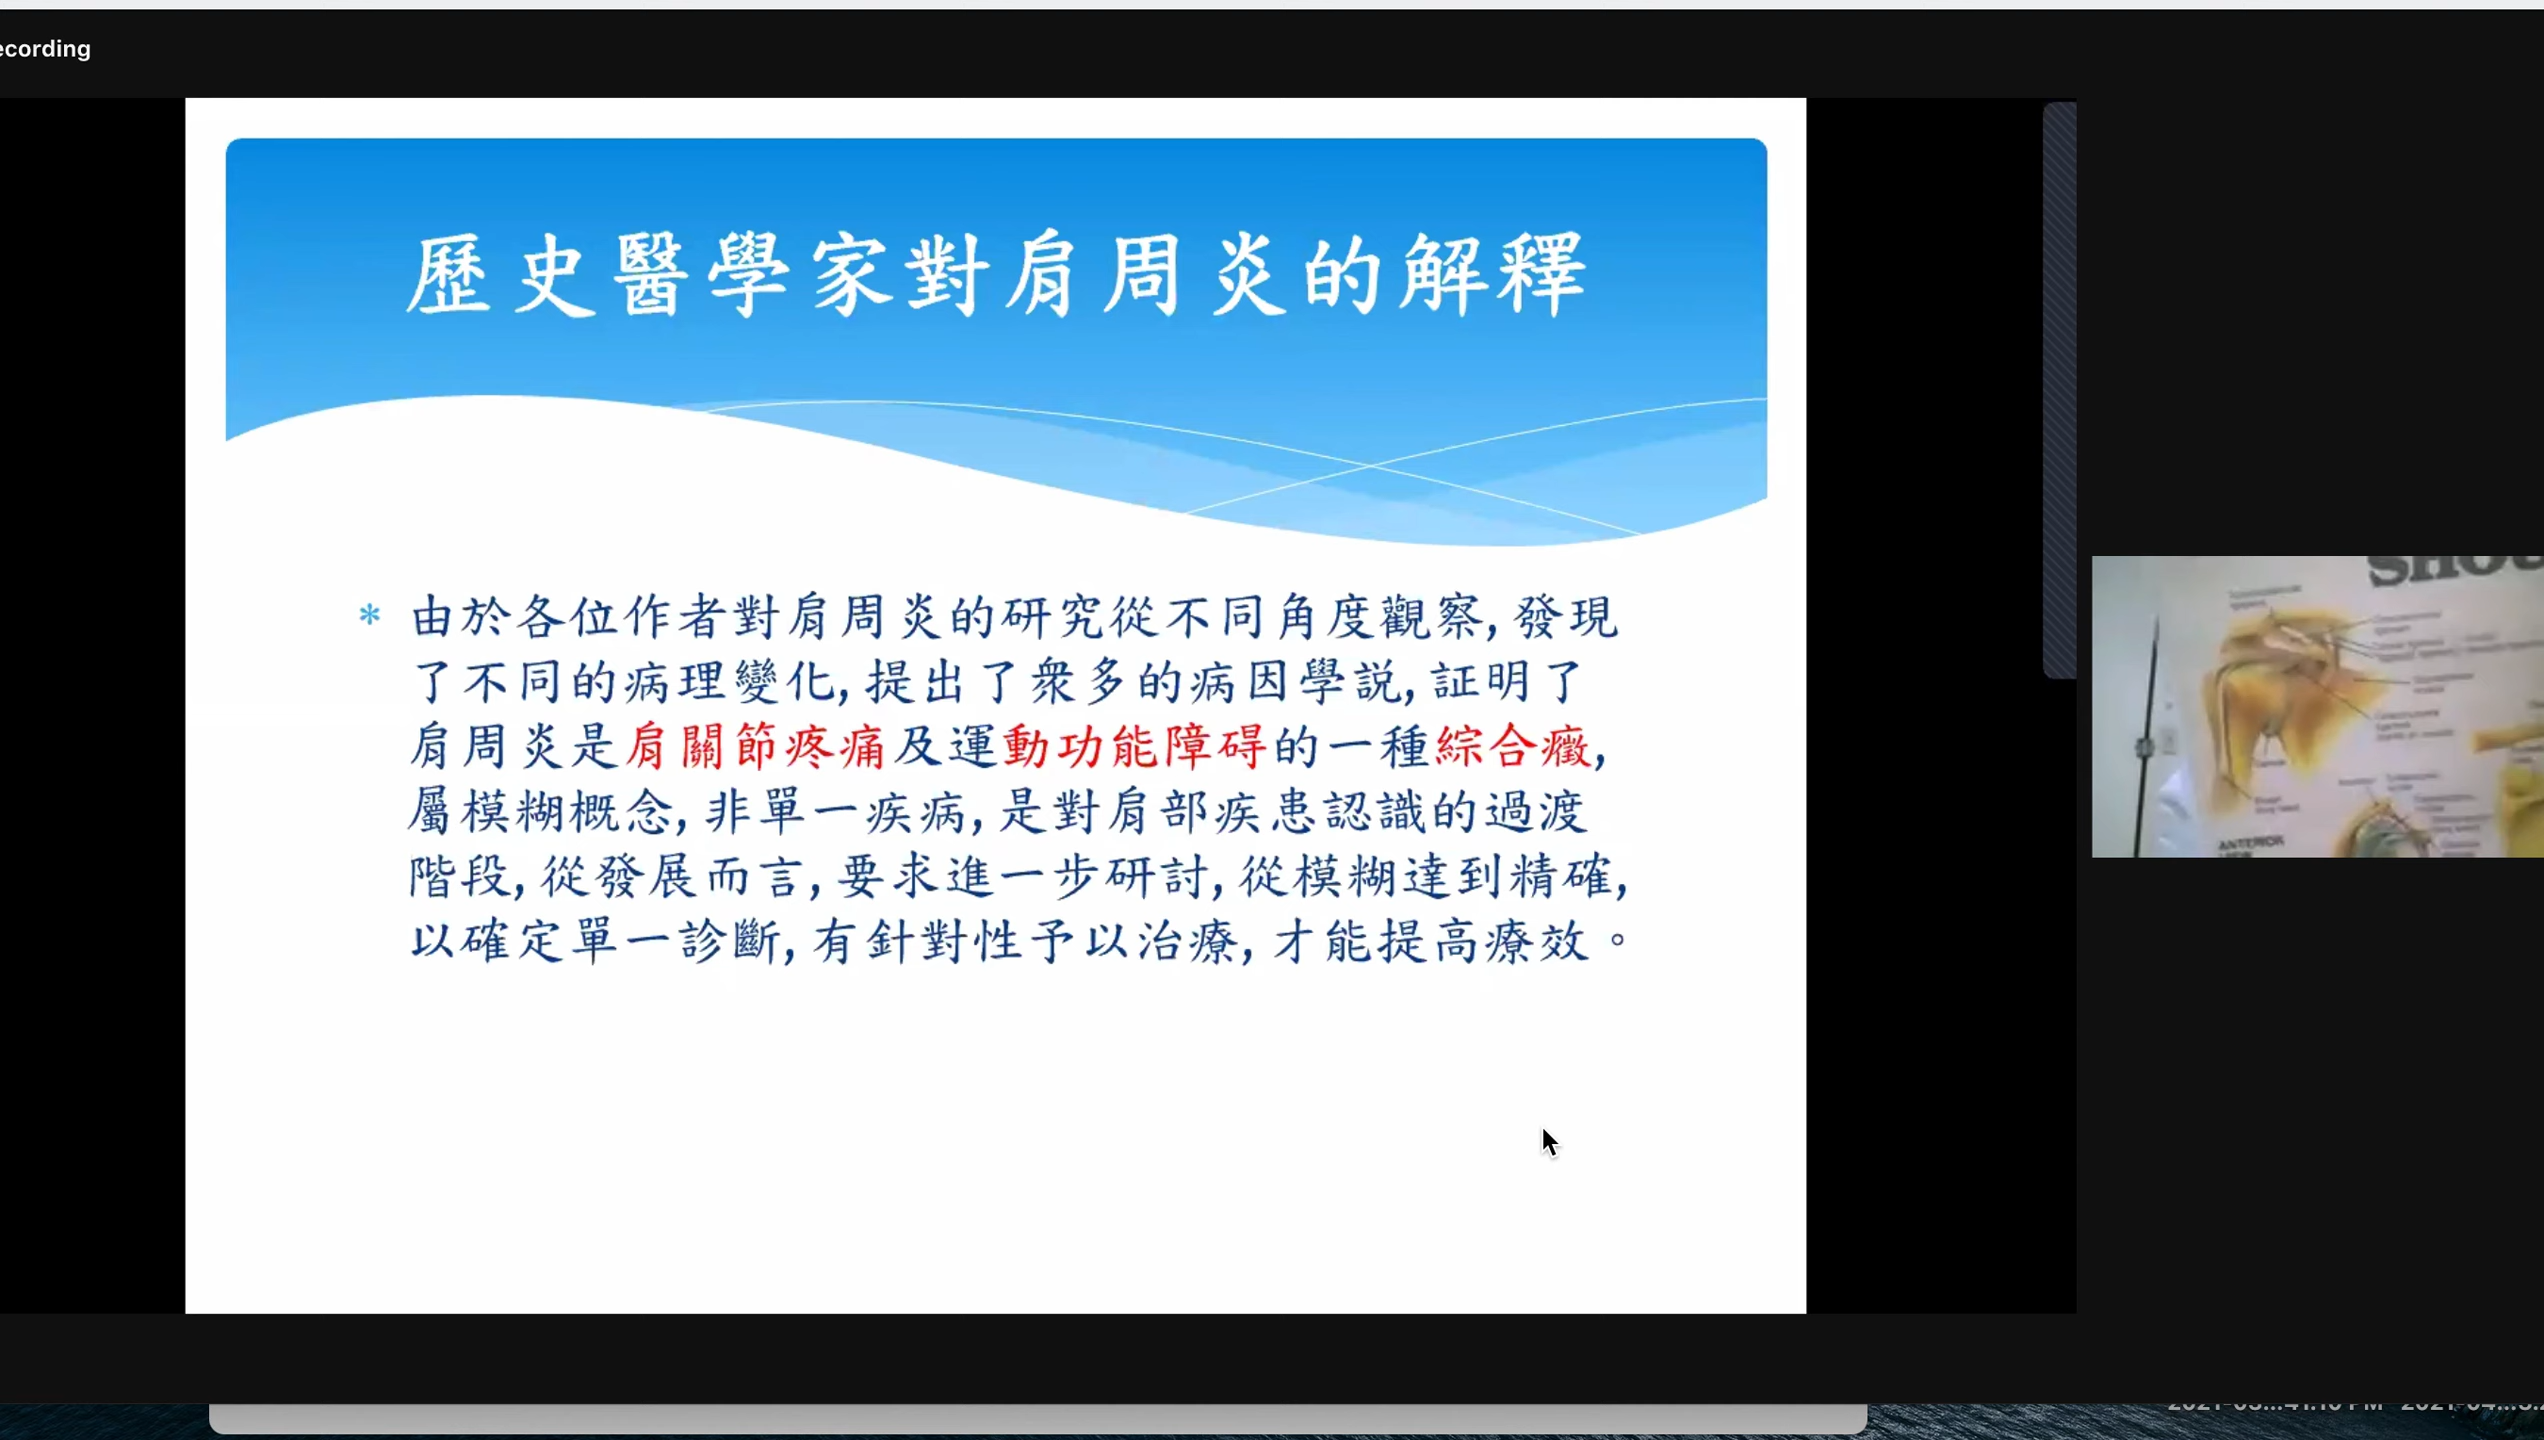 ecording
歷史醫學家對肩周炎的解釋
* 由於各位作者對肩周炎的研究從不同角度觀察, 發現
了不同的病理變化, 提出了衆多的病因學説, 証明了
肩周炎是肩關節疼痛及運動功能障碍的一種綜合癥,
屬模糊概念, 非單一疾病, 是對肩部疾患認識的過渡
階段, 從發展而言, 要求進一步研討, 從模糊達到精確,
以確定單一診斷, 有針對性予以治療, 才能提高療效。
SHOU
ANTERIOR
VIEW